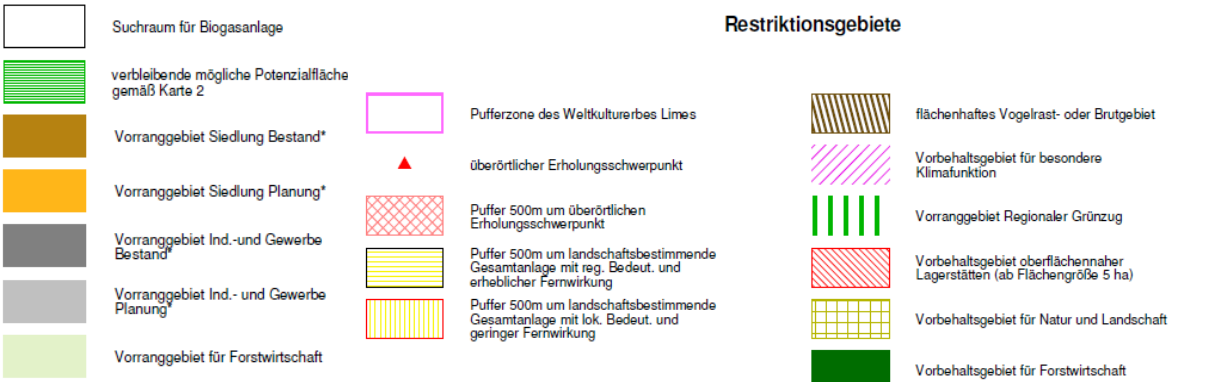 Restriktionsgebiete
Suchraum für Biogasanlage
verbleibende mögliche Potenzialfläche
gemäß Karte 2
Vorranggebiet Siedlung Bestand*
Vorranggebiet Siedlung Planung*
Vorranggebiet Ind.-und Gewerbe
Bestand*
Vorranggebiet Ind.- und Gewerbe
Planung*
Vorranggebiet für Forstwirtschaft
Pufferzone des Weltkulturerbes Limes
überörtlicher Erholungsschwerpunkt
Puffer 500m um überörtlichen
Erholungsschwerpunkt
Puffer 500m um landschaftsbestimmende
Gesamtanlage mit reg. Bedeut. und
erheblicher Fernwirkung
Puffer 500m um landschaftsbestimmende
Gesamtanlage mit lok. Bedeut. und
geringer Fernwirkung
flächenhaftes Vogelrast- oder Brutgebiet
Vorbehaltsgebiet für besondere
Klimafunktion
Vorranggebiet Regionaler Grünzug
Vorbehaltsgebiet oberflächennaher
Lagerstätten (ab Flächengröße 5 ha)
Vorbehaltsgebiet für Natur und Landschaft
Vorbehaltsgebiet für Forstwirtschaft